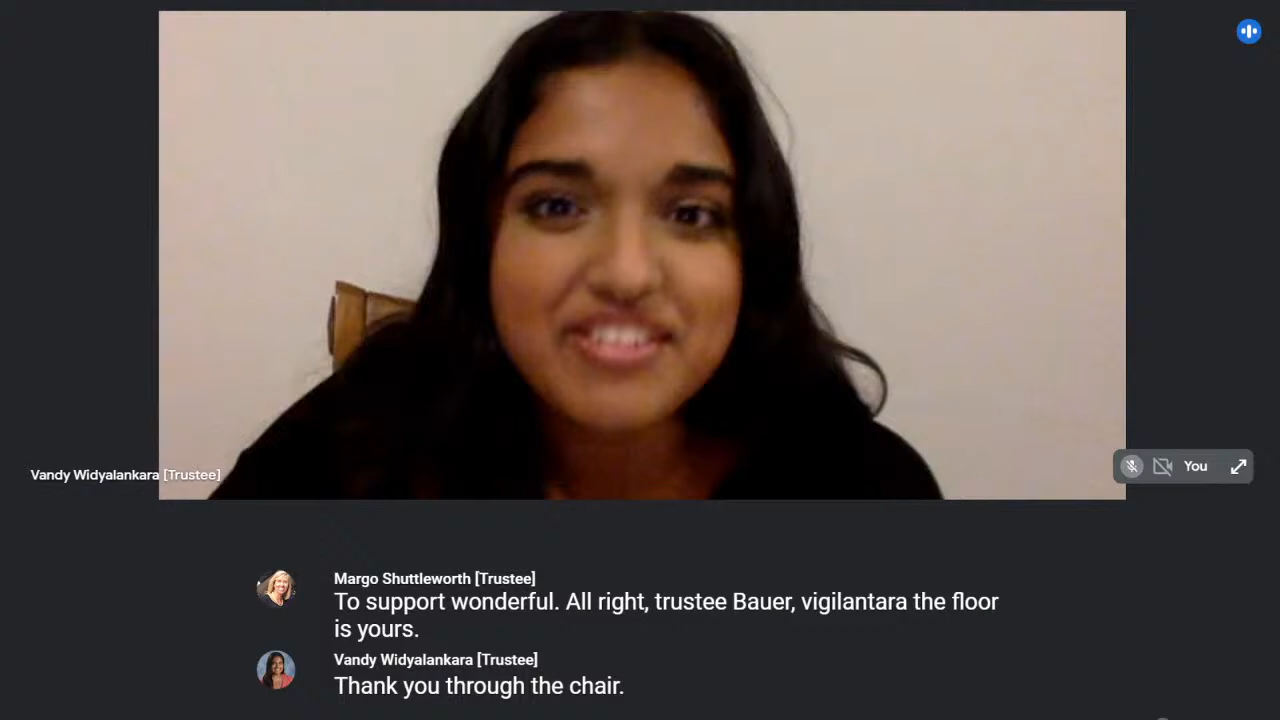 Vandy Widyalankara [Trustee]
You
Margo Shuttleworth [Trustee]
To support wonderful. All right, trustee Bauer, vigilantara the floor
is yours.
Vandy Widyalankara [Trustee]
Thank you through the chair.